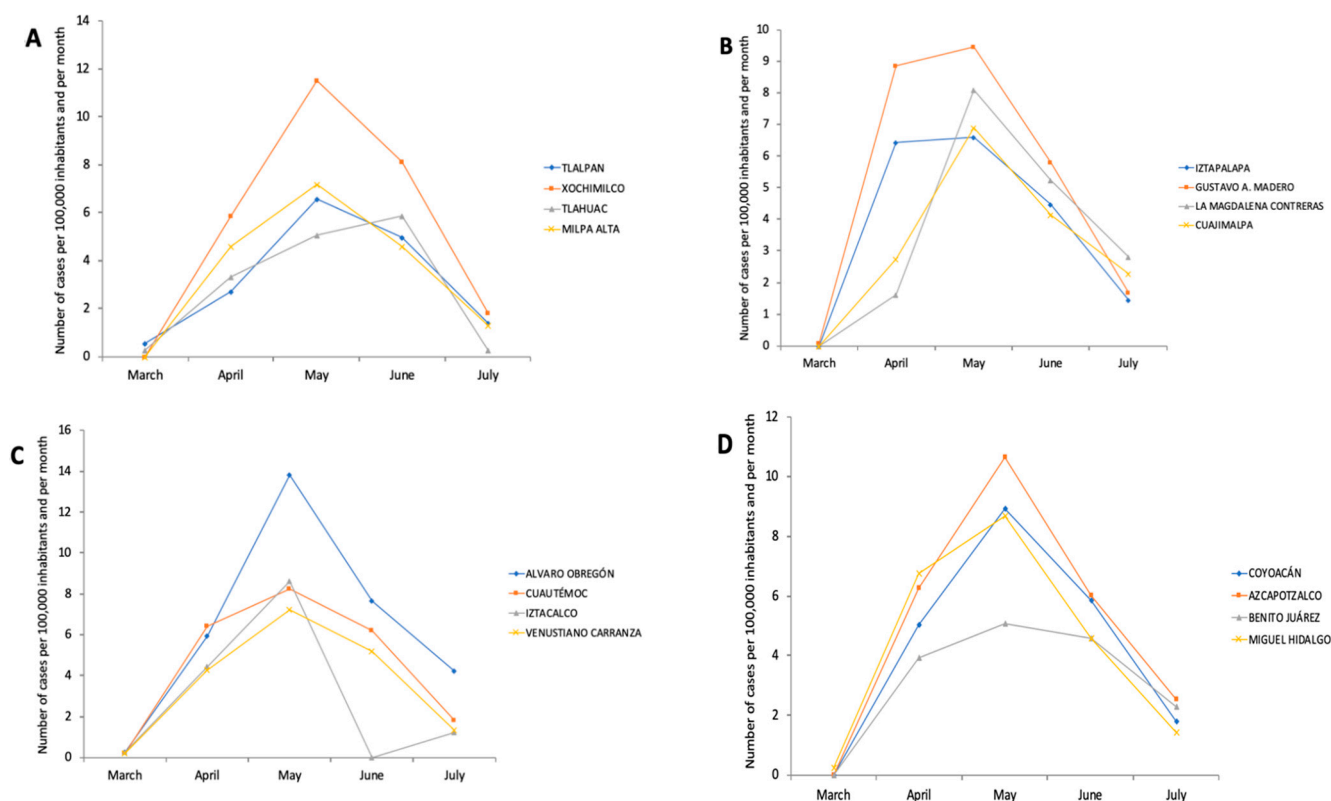 A
Number of cases per 100,000 inhabitants and per month
14
12
10
8
6
4
2
0
March April May June July
TLALPAN
XOCHIMILCO
TLAHUAC
MILPA ALTA
B
Number of cases per 100,000 inhabitants and per month
10
9
8
7
6
5
4
3
2
1
0
March April May June July
IZTAPALAPA
GUSTAVO A. MADERO
LA MAGDALENA CONTRERAS
CUAJIMALPA
C
Number of cases per 100,000 inhabitants and per month
16
14
12
10
8
6
4
2
0
March April May June July
ALVARO OBREGÓN
CUAUTÉMOC
IZTACALCO
VENUSTIANO CARRANZA
D
Number of cases per 100,000 inhabitants and per month
12
10
8
6
4
2
0
March April May June July
COYOACÁN
AZCAPOTZALCO
BENITO JUÁREZ
MIGUEL HIDALGO